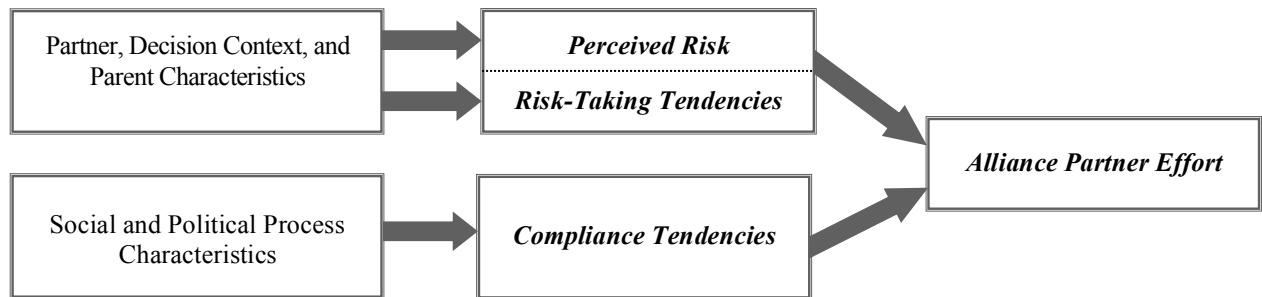 Partner, Decision Context, and
Parent Characteristics
Perceived Risk
Risk-Taking Tendencies
Alliance Partner Effort
Social and Political Process
Characteristics
Compliance Tendencies